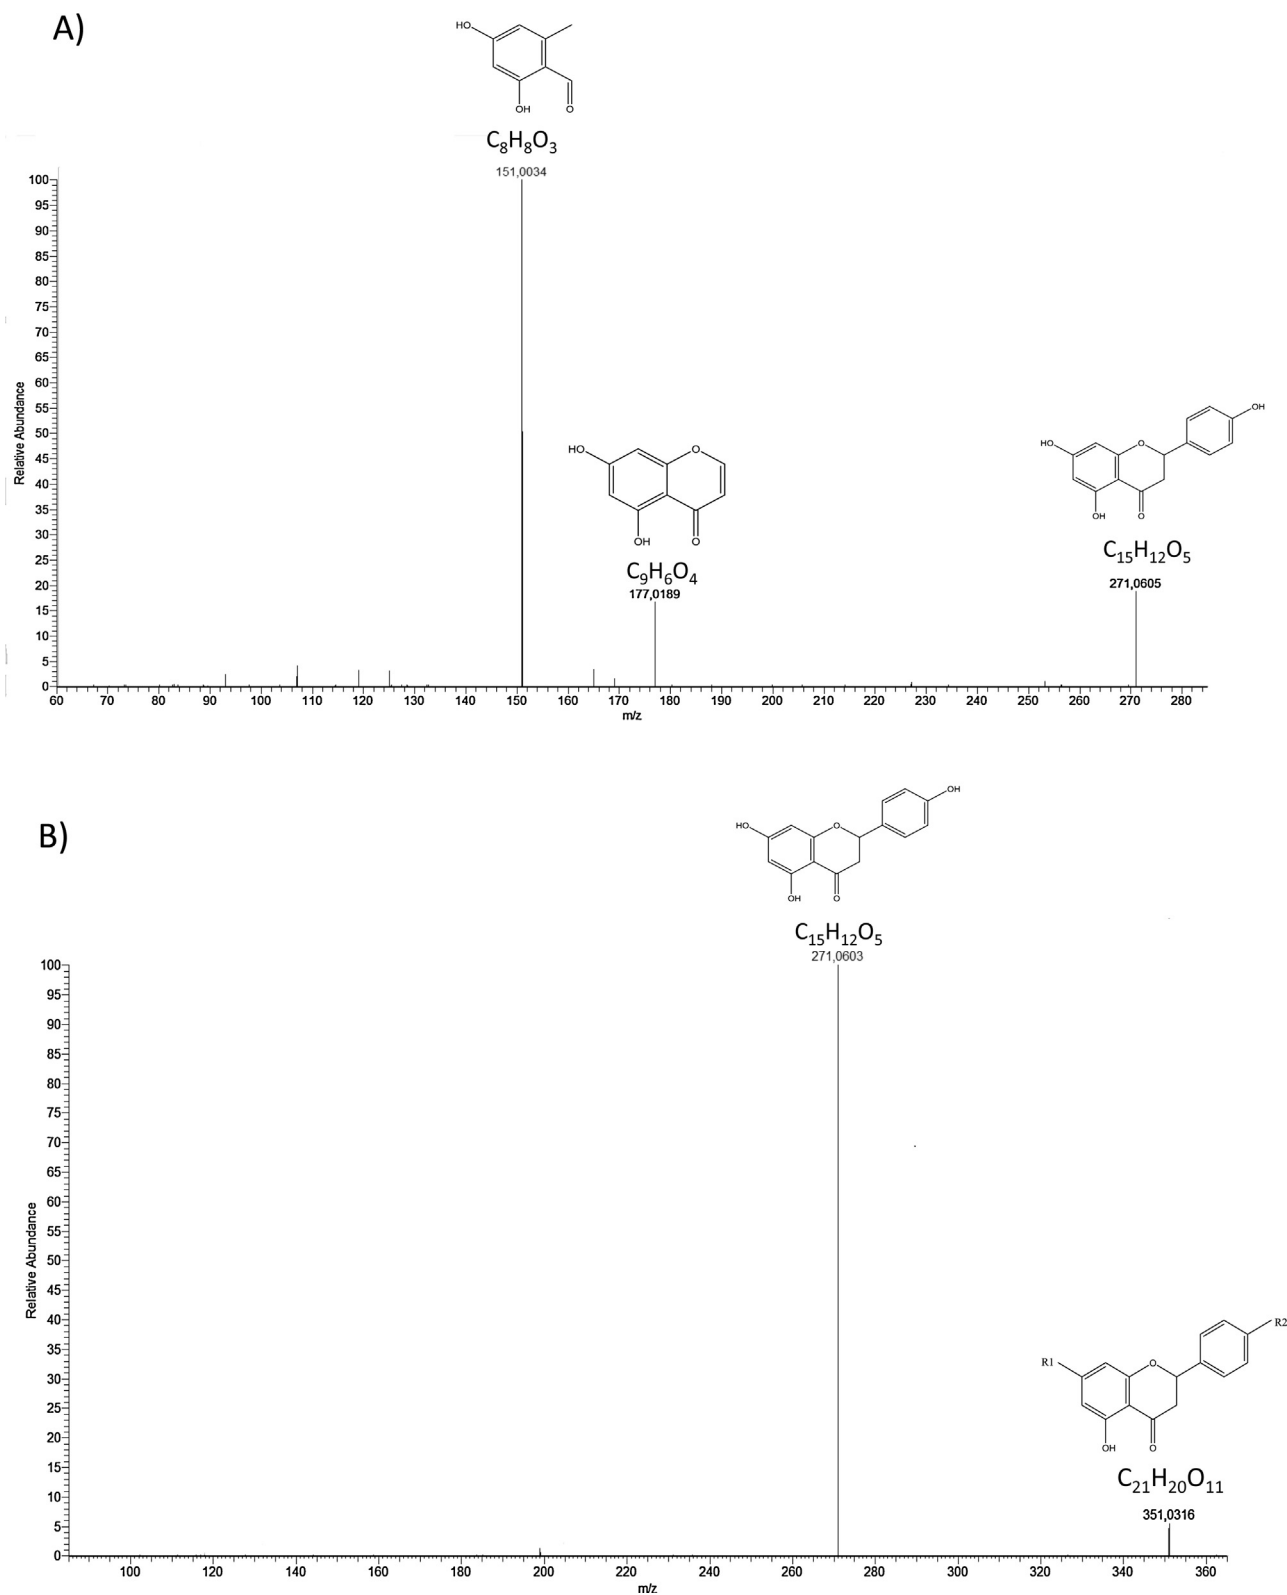 A)
HO
OH
O
C8H8O3
151,0034
100
95
90
85
80
75
70
65
60
55
50
45
40
35
30
25
20
15
10
5
0
Relative Abundance
HO
O
OH
O
C9H6O4
177,0189
OH
HO
O
OH
O
C15H12O5
271,0605
60 70 80 90 100 110 120 130 140 150 160 170 180 190 200 210 220 230 240 250 260 270 280
m/z
B)
OH
HO
O
OH
O
C15H12O5
271,0603
100
95
90
85
80
75
70
65
60
55
50
45
40
35
30
25
20
15
10
5
0
Relative Abundance
R2
R1
O
OH
O
C21H20O11
351,0316
100 120 140 160 180 200 220 240 260 280 300 320 340 360
m/z